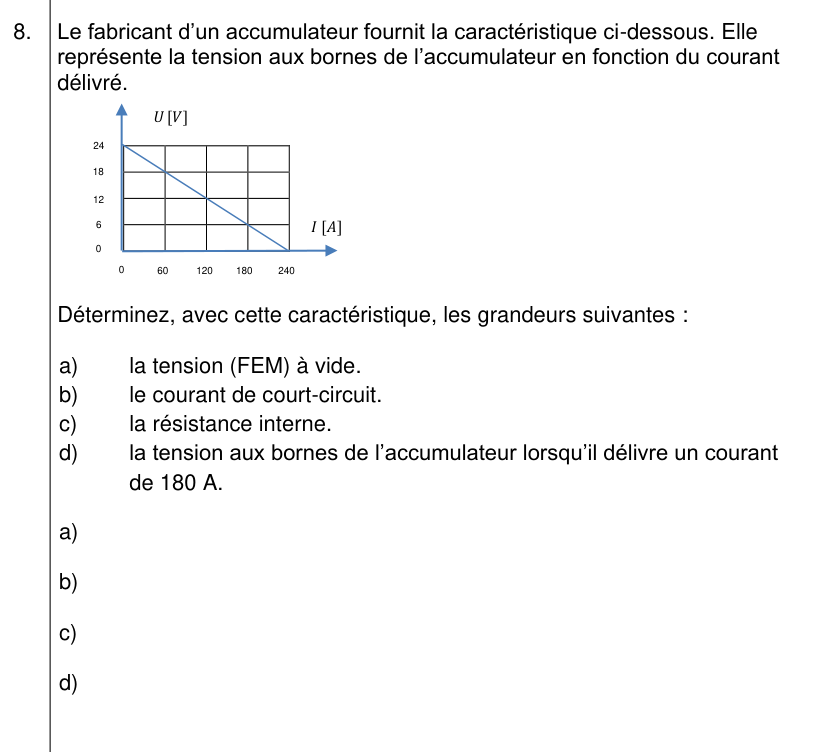 8. Le fabricant d’un accumulateur fournit la caractéristique ci-dessous. Elle
représente la tension aux bornes de l’accumulateur en fonction du courant
délivré.
U [V]
24
18
12
6
0
I [A]
0 60 120 180 240
Déterminez, avec cette caractéristique, les grandeurs suivantes :
a) la tension (FEM) à vide.
b) le courant de court-circuit.
c) la résistance interne.
d) la tension aux bornes de l’accumulateur lorsqu’il délivre un courant
de 180 A.
a)
b)
c)
d)